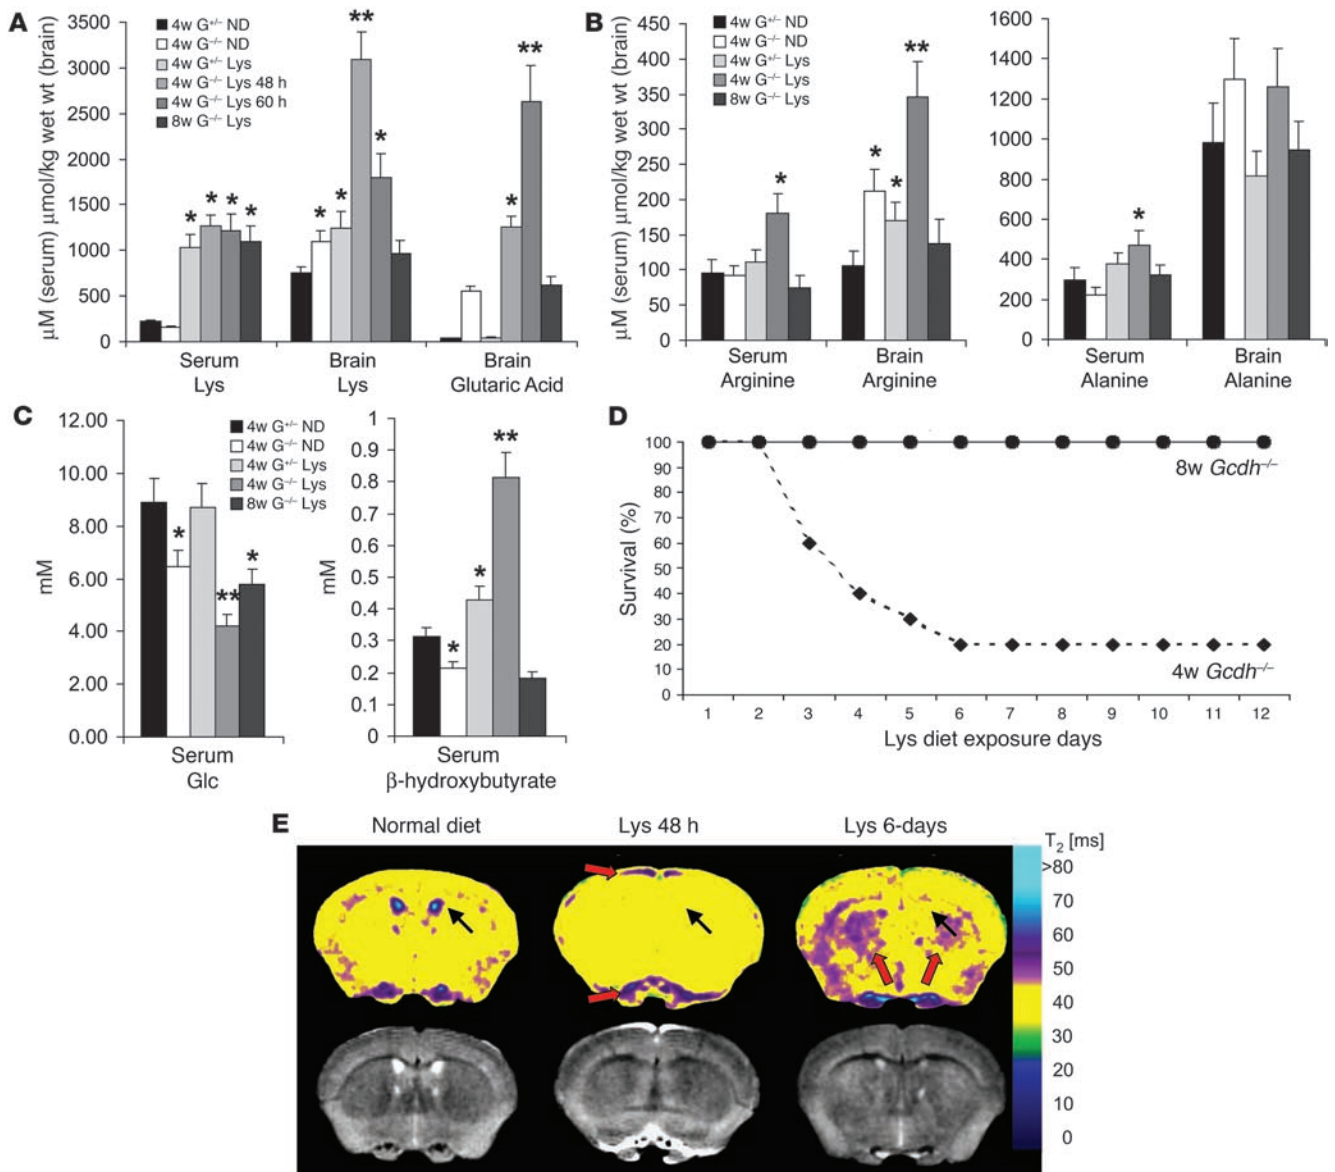 A
μM (serum) μmol/kg wet wt (brain)
3500
3000
2500
2000
1500
1000
500
0
4w G+/– ND
4w G–/– ND
4w G+/– Lys
4w G–/– Lys 48 h
4w G–/– Lys 60 h
8w G–/– Lys
* * * *
* * ** *
* **
Serum Lys
Brain Lys
Brain Glutaric Acid
B
μM (serum) μmol/kg wet wt (brain)
450
400
350
300
250
200
150
100
50
0
4w G+/– ND
4w G–/– ND
4w G+/– Lys
4w G–/– Lys
8w G–/– Lys
*
* * **
Serum Arginine
Brain Arginine
1600
1400
1200
1000
800
600
400
200
0
*
Serum Alanine
Brain Alanine
C
mM
12.00
10.00
8.00
6.00
4.00
2.00
0.00
4w G+/– ND
4w G–/– ND
4w G+/– Lys
4w G–/– Lys
8w G–/– Lys
* ** *
Serum Glc
mM
1
0.9
0.8
0.7
0.6
0.5
0.4
0.3
0.2
0.1
0
* * **
Serum
β-hydroxybutyrate
D
Survival (%)
100
90
80
70
60
50
40
30
20
10
0
8w Gcdh–/–
4w Gcdh–/–
1 2 3 4 5 6 7 8 9 10 11 12
Lys diet exposure days
E
Normal diet
Lys 48 h
Lys 6-days
T2 [ms]
>80
70
60
50
40
30
20
10
0